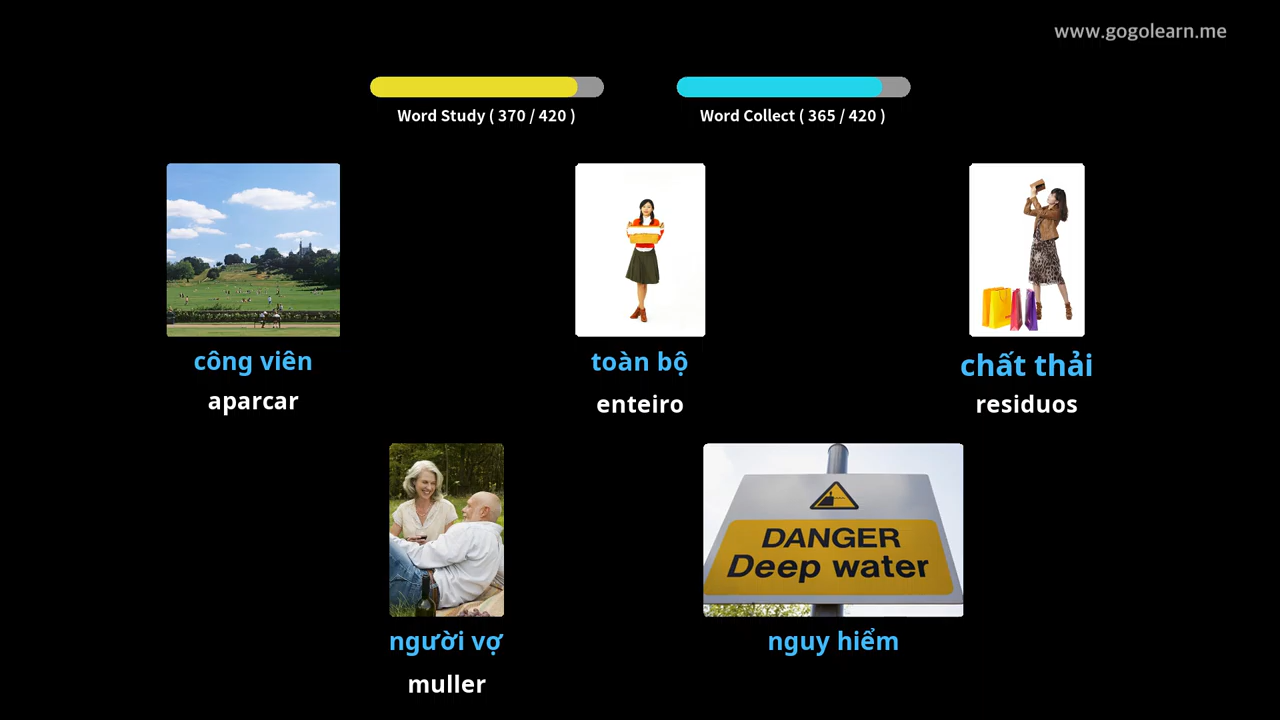 www.gogolearn.me
Word Study ( 370 / 420 )
Word Collect ( 365 / 420 )
công viên
toàn bộ
chất thải
aparcar
enteiro
residuos
DANGER
Deep water
người vợ
nguy hiểm
muller